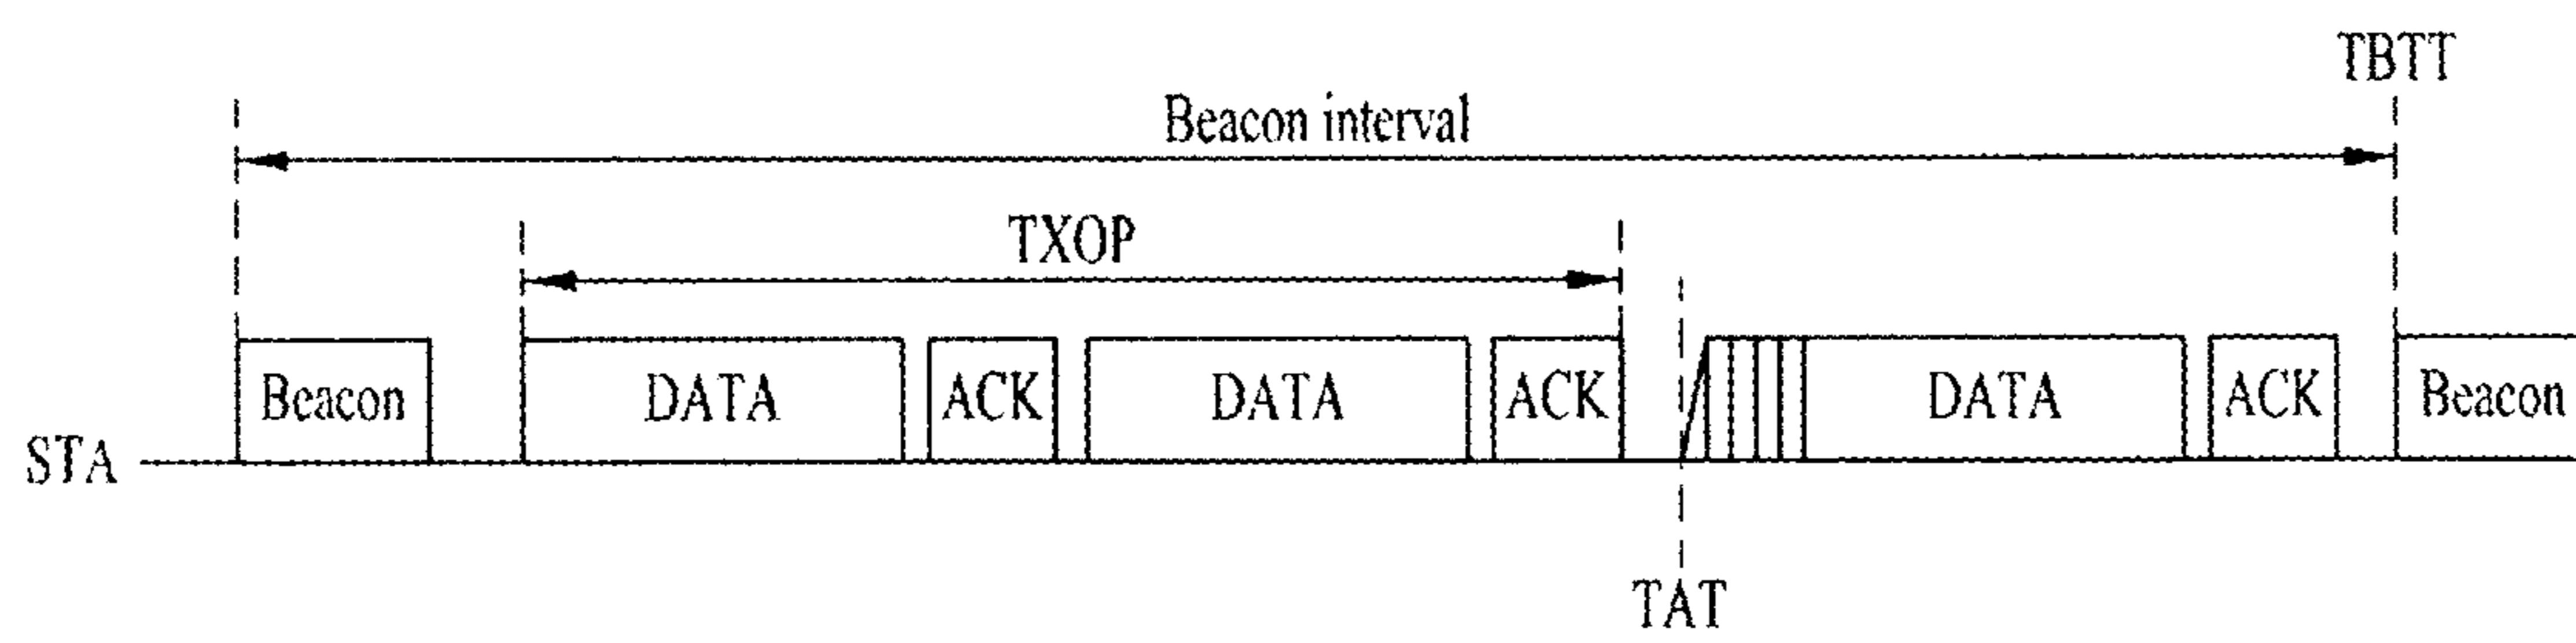 TBTT
Beacon interval
TXOP
Beacon DATA ACK DATA ACK DATA ACK Beacon
STA
TAT